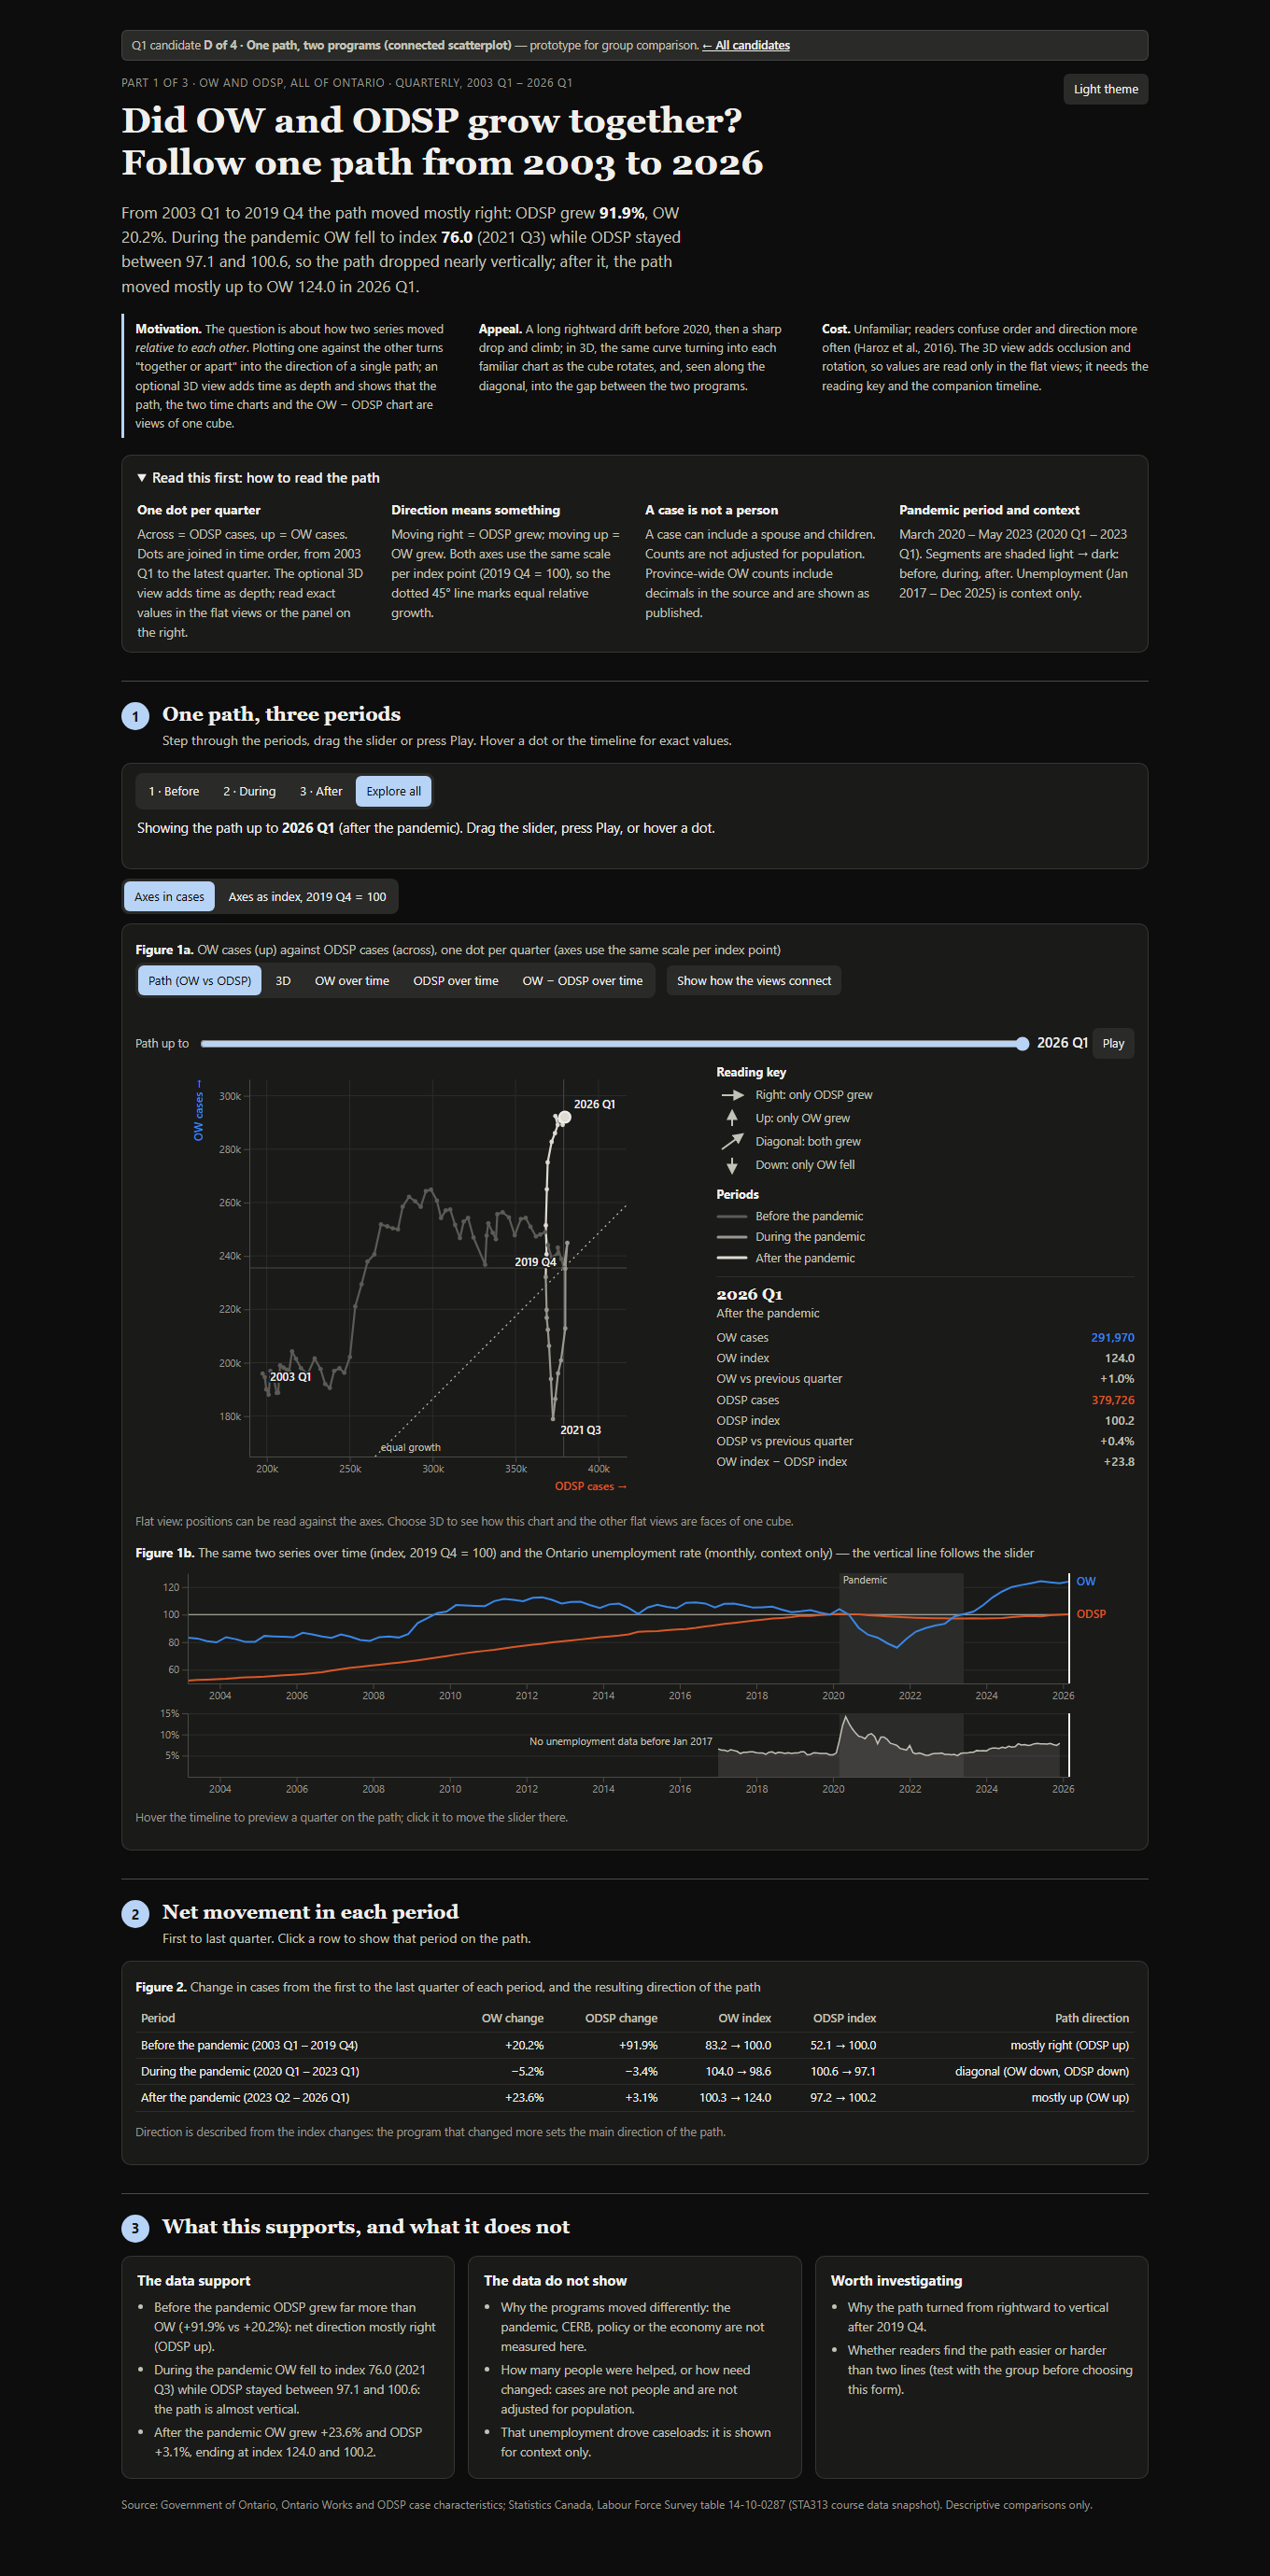 Q1 candidate D of 4 · One path, two programs (connected scatterplot) — prototype for group comparison. ← All candidates
PART 1 OF 3 · OW AND ODSP, ALL OF ONTARIO · QUARTERLY, 2003 Q1 – 2026 Q1
Light theme
Did OW and ODSP grow together?
Follow one path from 2003 to 2026
From 2003 Q1 to 2019 Q4 the path moved mostly right: ODSP grew 91.9%, OW
20.2%. During the pandemic OW fell to index 76.0 (2021 Q3) while ODSP stayed
between 97.1 and 100.6, so the path dropped nearly vertically; after it, the path
moved mostly up to OW 124.0 in 2026 Q1.
Motivation. The question is about how two series moved
relative to each other. Plotting one against the other turns
"together or apart" into the direction of a single path; an
optional 3D view adds time as depth and shows that the
path, the two time charts and the OW − ODSP chart are
views of one cube.
Appeal. A long rightward drift before 2020, then a sharp
drop and climb; in 3D, the same curve turning into each
familiar chart as the cube rotates, and, seen along the
diagonal, into the gap between the two programs.
Cost. Unfamiliar; readers confuse order and direction more
often (Haroz et al., 2016). The 3D view adds occlusion and
rotation, so values are read only in the flat views; it needs the
reading key and the companion timeline.
▼ Read this first: how to read the path
One dot per quarter
Across = ODSP cases, up = OW cases.
Dots are joined in time order, from 2003
Q1 to the latest quarter. The optional 3D
view adds time as depth; read exact
values in the flat views or the panel on
the right.
Direction means something
Moving right = ODSP grew; moving up =
OW grew. Both axes use the same scale
per index point (2019 Q4 = 100), so the
dotted 45° line marks equal relative
growth.
A case is not a person
A case can include a spouse and children.
Counts are not adjusted for population.
Province-wide OW counts include
decimals in the source and are shown as
published.
Pandemic period and context
March 2020 – May 2023 (2020 Q1 – 2023
Q1). Segments are shaded light → dark:
before, during, after. Unemployment (Jan
2017 – Dec 2025) is context only.
1
One path, three periods
Step through the periods, drag the slider or press Play. Hover a dot or the timeline for exact values.
1 · Before
2 · During
3 · After
Explore all
Showing the path up to 2026 Q1 (after the pandemic). Drag the slider, press Play, or hover a dot.
Axes in cases
Axes as index, 2019 Q4 = 100
Figure 1a. OW cases (up) against ODSP cases (across), one dot per quarter (axes use the same scale per index point)
Path (OW vs ODSP)
3D
OW over time
ODSP over time
OW − ODSP over time
Show how the views connect
Path up to
2026 Q1
Play
OW cases →
300k
280k
260k
240k
220k
200k
180k
2026 Q1
2019 Q4
2003 Q1
2021 Q3
equal growth
200k
250k
300k
350k
400k
ODSP cases →
Reading key
Right: only ODSP grew
Up: only OW grew
Diagonal: both grew
Down: only OW fell
Periods
Before the pandemic
During the pandemic
After the pandemic
2026 Q1
After the pandemic
OW cases 291,970
OW index 124.0
OW vs previous quarter +1.0%
ODSP cases 379,726
ODSP index 100.2
ODSP vs previous quarter +0.4%
OW index − ODSP index +23.8
Flat view: positions can be read against the axes. Choose 3D to see how this chart and the other flat views are faces of one cube.
Figure 1b. The same two series over time (index, 2019 Q4 = 100) and the Ontario unemployment rate (monthly, context only) — the vertical line follows the slider
120
100
80
60
Pandemic
OW
ODSP
2004 2006 2008 2010 2012 2014 2016 2018 2020 2022 2024 2026
15%
10%
5%
No unemployment data before Jan 2017
2004 2006 2008 2010 2012 2014 2016 2018 2020 2022 2024 2026
Hover the timeline to preview a quarter on the path; click it to move the slider there.
2
Net movement in each period
First to last quarter. Click a row to show that period on the path.
Figure 2. Change in cases from the first to the last quarter of each period, and the resulting direction of the path
Period OW change ODSP change OW index ODSP index Path direction
Before the pandemic (2003 Q1 – 2019 Q4) +20.2% +91.9% 83.2 → 100.0 52.1 → 100.0 mostly right (ODSP up)
During the pandemic (2020 Q1 – 2023 Q1) −5.2% −3.4% 104.0 → 98.6 100.6 → 97.1 diagonal (OW down, ODSP down)
After the pandemic (2023 Q2 – 2026 Q1) +23.6% +3.1% 100.3 → 124.0 97.2 → 100.2 mostly up (OW up)
Direction is described from the index changes: the program that changed more sets the main direction of the path.
3
What this supports, and what it does not
The data support
• Before the pandemic ODSP grew far more than
OW (+91.9% vs +20.2%): net direction mostly right
(ODSP up).
• During the pandemic OW fell to index 76.0 (2021
Q3) while ODSP stayed between 97.1 and 100.6:
the path is almost vertical.
• After the pandemic OW grew +23.6% and ODSP
+3.1%, ending at index 124.0 and 100.2.
The data do not show
• Why the programs moved differently: the
pandemic, CERB, policy or the economy are not
measured here.
• How many people were helped, or how need
changed: cases are not people and are not
adjusted for population.
• That unemployment drove caseloads: it is shown
for context only.
Worth investigating
• Why the path turned from rightward to vertical
after 2019 Q4.
• Whether readers find the path easier or harder
than two lines (test with the group before choosing
this form).
Source: Government of Ontario, Ontario Works and ODSP case characteristics; Statistics Canada, Labour Force Survey table 14-10-0287 (STA313 course data snapshot). Descriptive comparisons only.